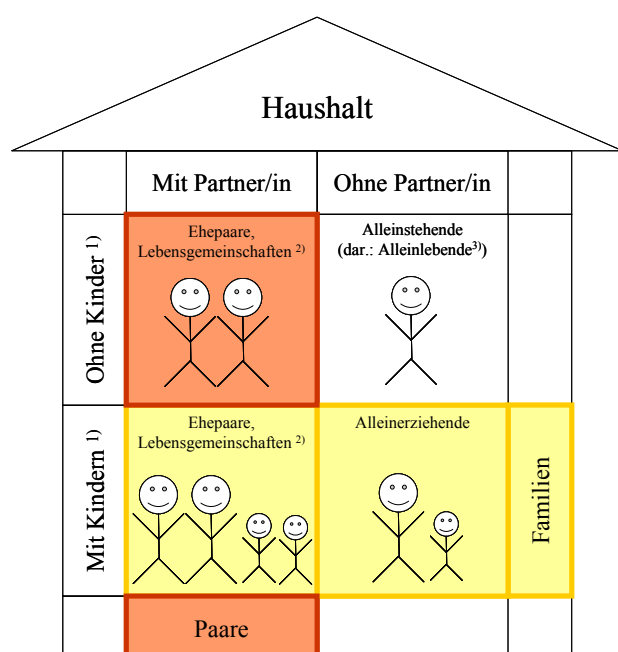 Haushalt
Mit Partner/in
Ohne Partner/in
Ohne Kinder 1)
Ehepaare,
Lebensgemeinschaften 2)
Alleinstehende
(dar.: Alleinlebende3))
Mit Kindern 1)
Ehepaare,
Lebensgemeinschaften 2)
Alleinerziehende
Familien
Paare